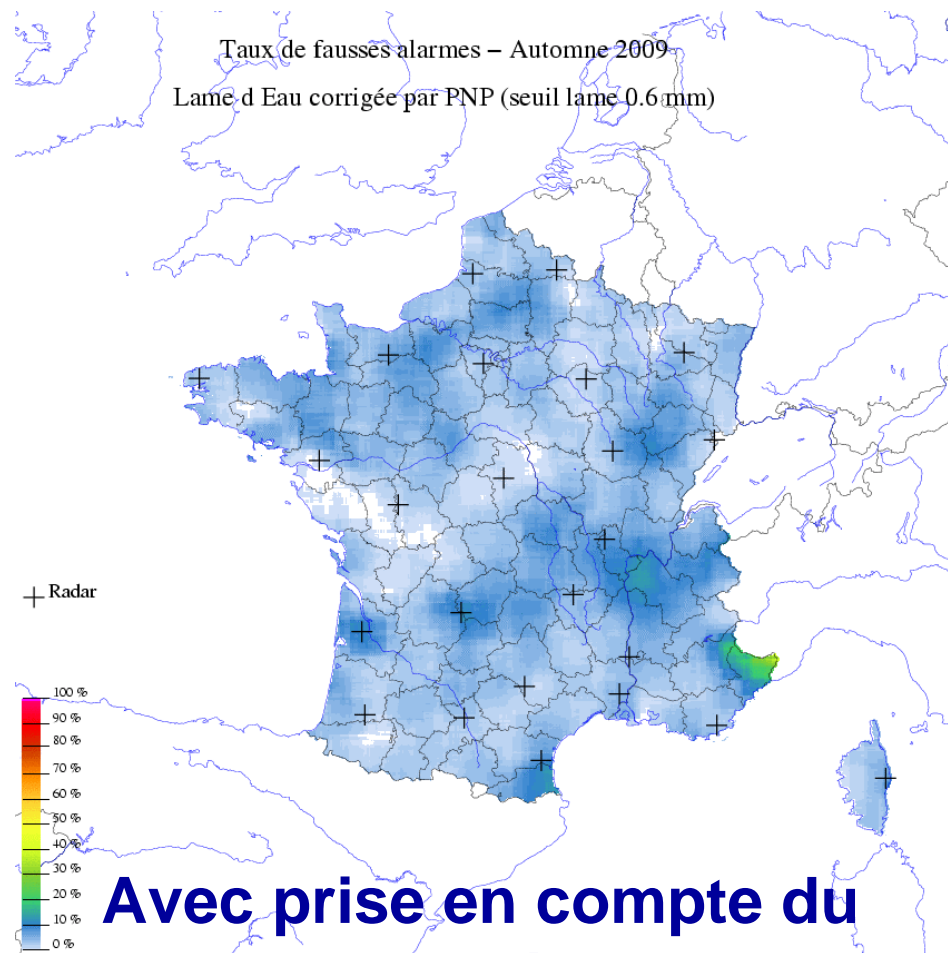 Taux de fausses alarmes – Automne 2009
Lame d Eau corrigée par PNP (seuil lame 0.6 mm)
Radar
100 %
90 %
80 %
70 %
60 %
50 %
40 %
30 %
20 %
10 %
0 %
Avec prise en compte du